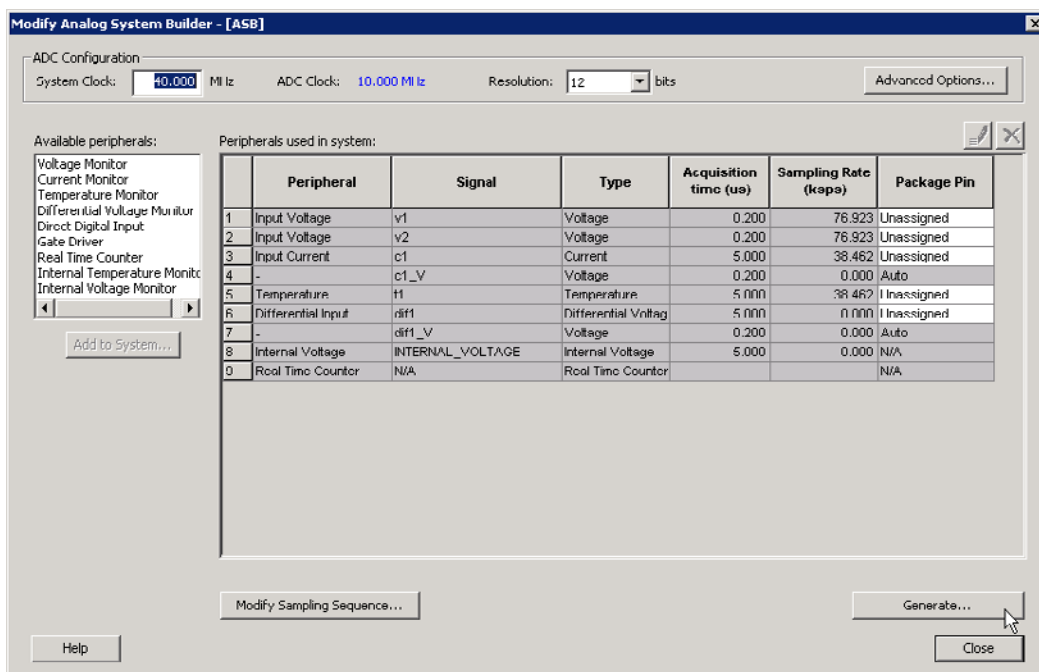 Modify Analog System Builder - [ASB]
ADC Configuration
System Clock: 40.000 MHz ADC Clock: 10.000 MHz Resolution: 12 bits Advanced Options...
Available peripherals: Peripherals used in system:
Voltage Monitor
Current Monitor
Temperature Monitor
Differential Voltage Monitor
Direct Digital Input
Gate Driver
Real Time Counter
Internal Temperature Monito
Internal Voltage Monitor
Add to System...
Peripheral Signal Type Acquisition time (us) Sampling Rate (ksps) Package Pin
1 Input Voltage v1 Voltage 0.200 76.923 Unassigned
2 Input Voltage v2 Voltage 0.200 76.923 Unassigned
3 Input Current c1 Current 5.000 38.462 Unassigned
4 - c1_V Voltage 0.200 0.000 Auto
5 Temperature t1 Temperature 5.000 38.462 Unassigned
6 Differential Input dif1 Differential Voltag 5.000 0.000 Unassigned
7 - dif1_V Voltage 0.200 0.000 Auto
8 Internal Voltage INTERNAL_VOLTAGE Internal Voltage 5.000 0.000 N/A
9 Real Time Counter N/A Real Time Counter N/A
Modify Sampling Sequence... Generate...
Help Close